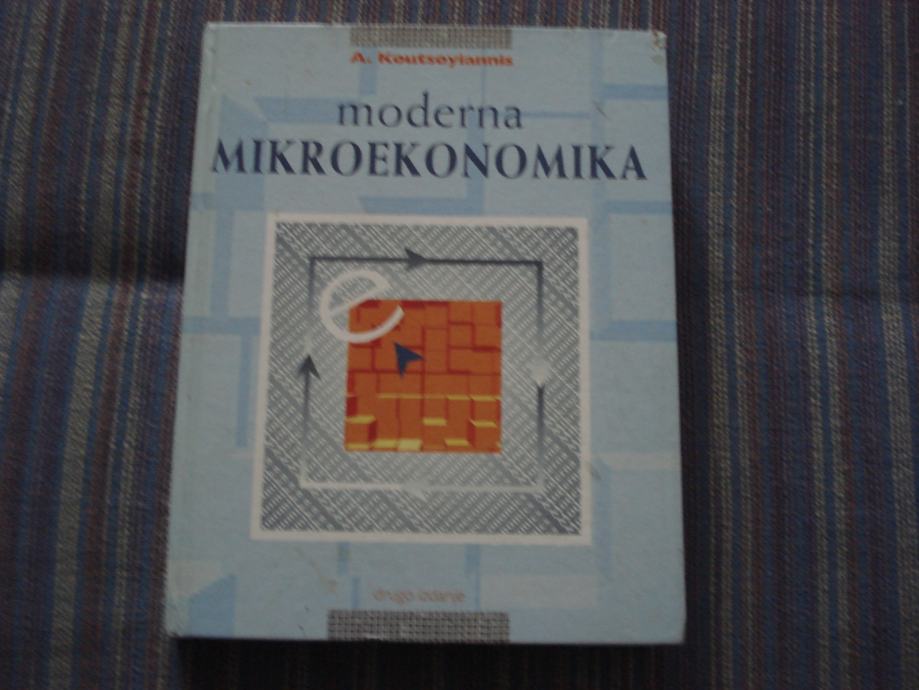 A. Koutsoyiannis
moderna
MIKROEKONOMIKA
e
drugo izdanje